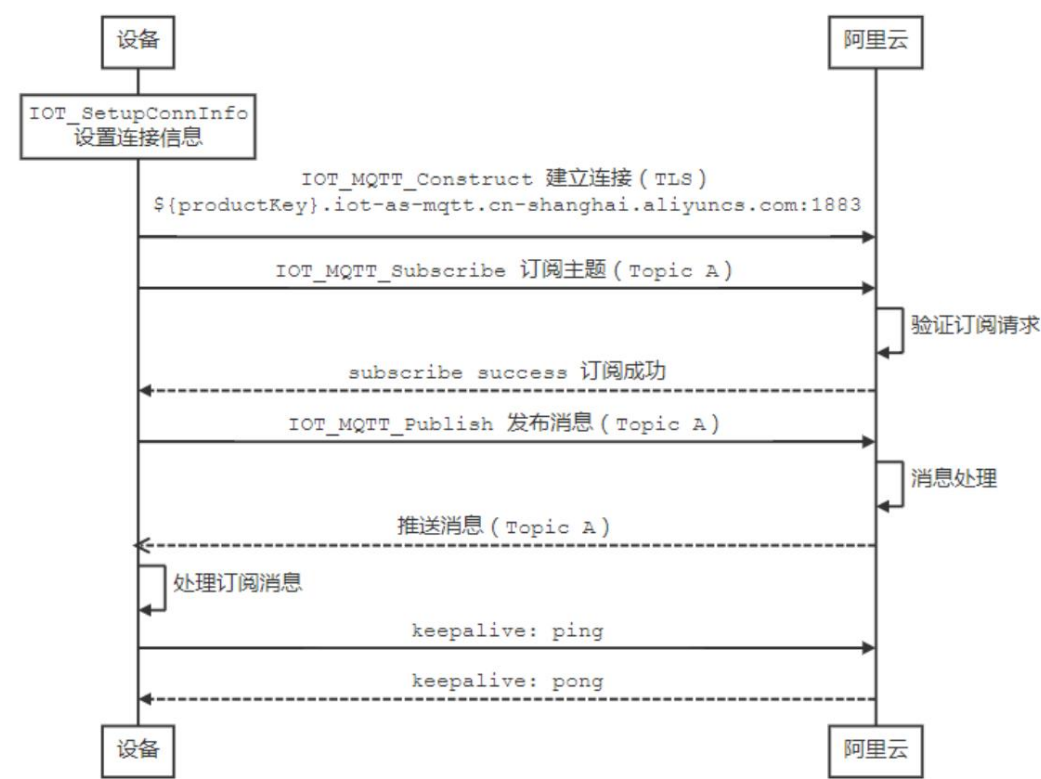 设备
阿里云
IOT_SetupConnInfo
设置连接信息
IOT_MQTT_Construct 建立连接(TLS)
${productKey}.iot-as-mqtt.cn-shanghai.aliyuncs.com:1883
IOT_MQTT_Subscribe 订阅主题(Topic A)
验证订阅请求
subscribe success 订阅成功
IOT_MQTT_Publish 发布消息(Topic A)
消息处理
推送消息(Topic A)
处理订阅消息
keepalive: ping
keepalive: pong
设备
阿里云